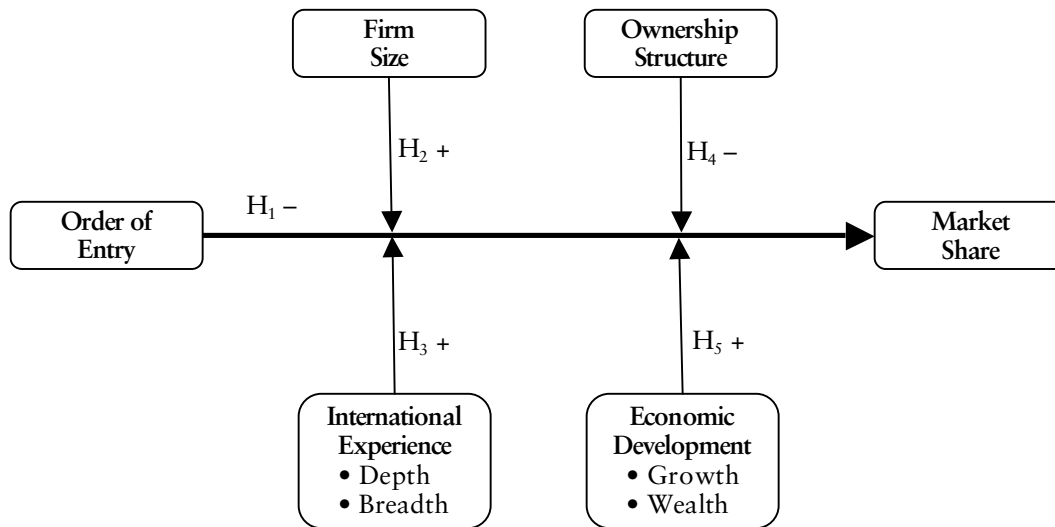 Firm
Size
Ownership
Structure
H₂ +
H₄ –
H₁ –
Order of
Entry
Market
Share
H₃ +
H₅ +
International
Experience
• Depth
• Breadth
Economic
Development
• Growth
• Wealth